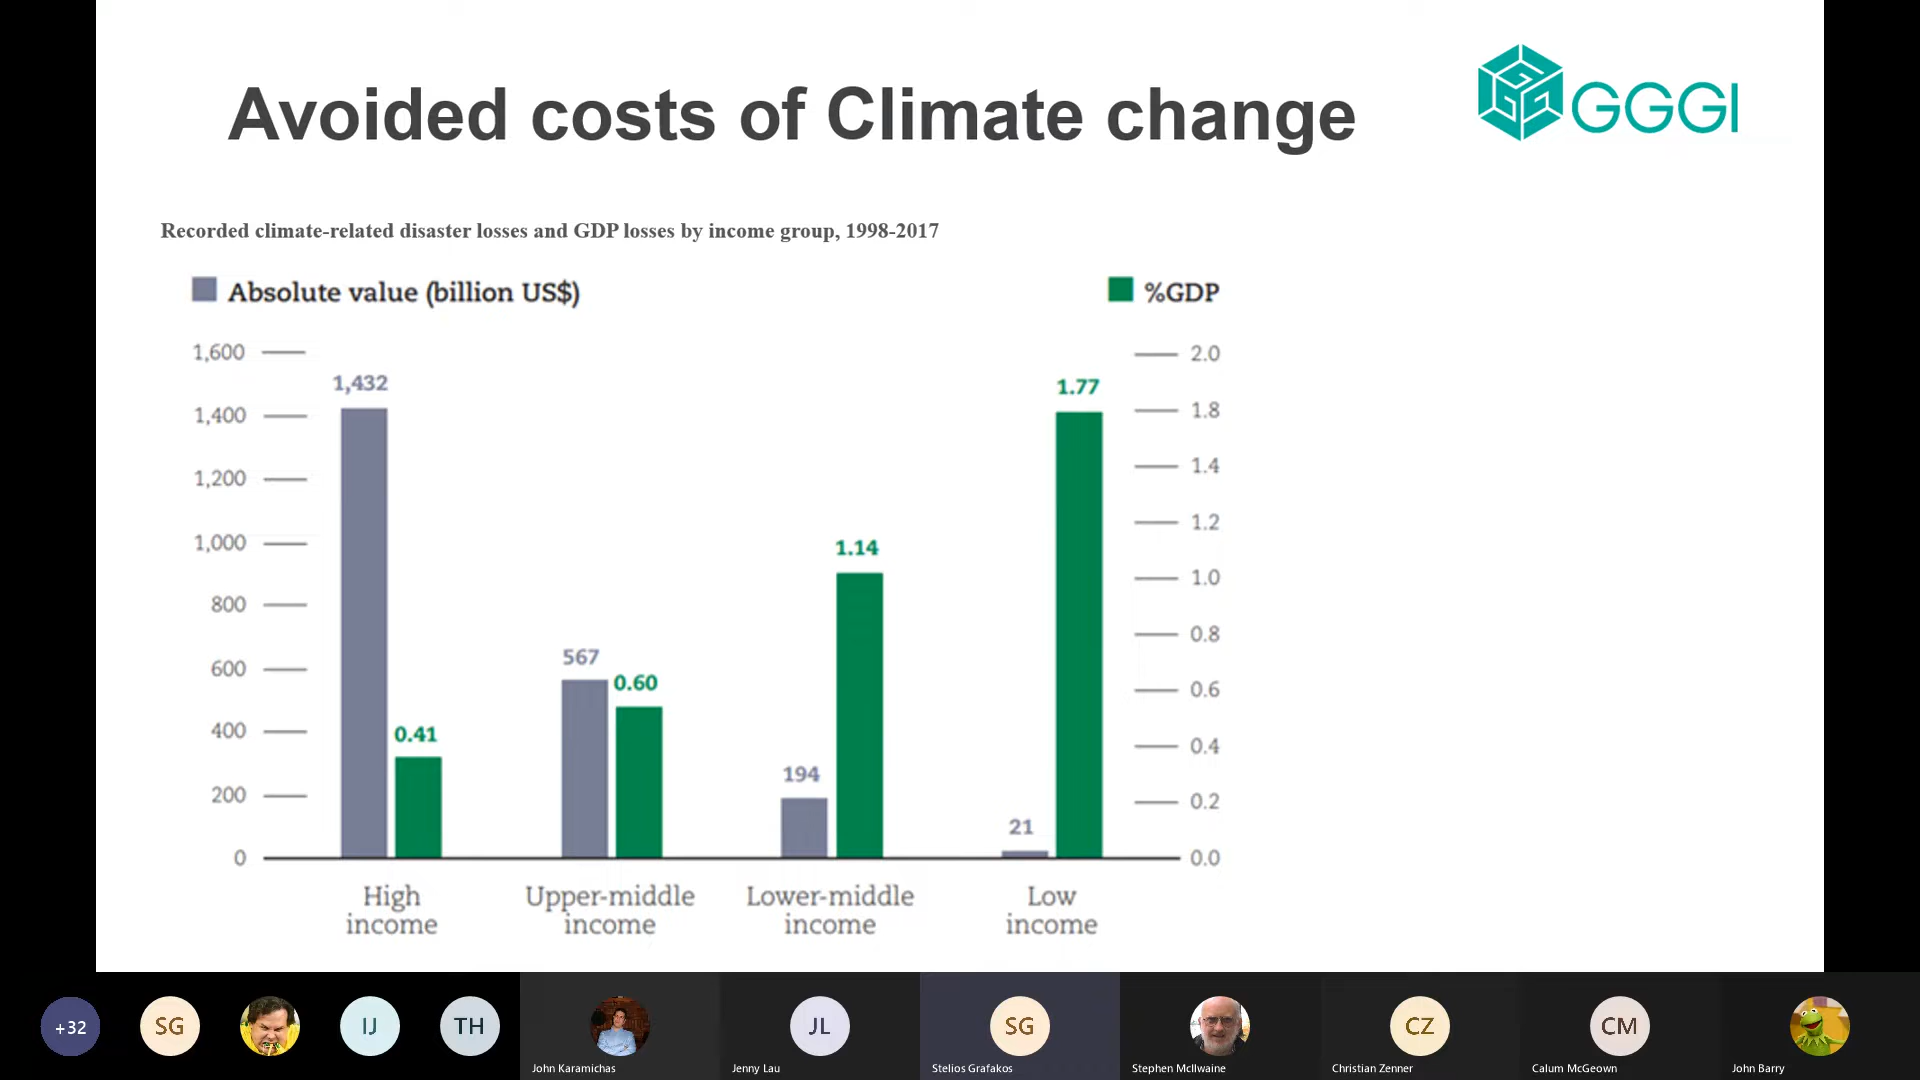 Avoided costs of Climate change
GGGI
Recorded climate-related disaster losses and GDP losses by income group, 1998-2017
Absolute value (billion US$)
%GDP
1,600
1,400
1,200
1,000
800
600
400
200
0
1,432
0.41
567
0.60
194
1.14
21
1.77
2.0
1.8
1.4
1.2
1.0
0.8
0.6
0.4
0.2
0.0
High
income
Upper-middle
income
Lower-middle
income
Low
income
+32
SG
IJ
TH
JL
SG
CZ
CM
John Karamichas
Jenny Lau
Stelios Grafakos
Stephen McIlwaine
Christian Zenner
Calum McGeown
John Barry